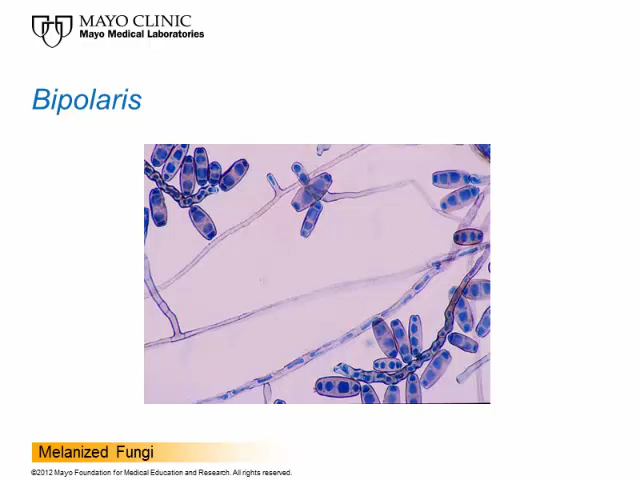 MAYO CLINIC
Mayo Medical Laboratories
Bipolaris
Melanized Fungi
©2012 Mayo Foundation for Medical Education and Research. All rights reserved.